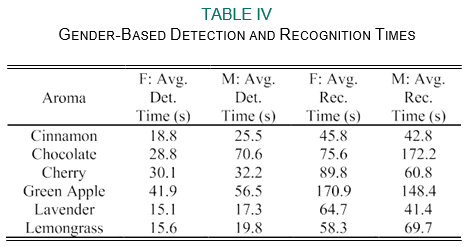 TABLE IV
GENDER-BASED DETECTION AND RECOGNITION TIMES
Aroma F: Avg. Det. Time (s) M: Avg. Det. Time (s) F: Avg. Rec. Time (s) M: Avg. Rec. Time (s)
Cinnamon 18.8 25.5 45.8 42.8
Chocolate 28.8 70.6 75.6 172.2
Cherry 30.1 32.2 89.8 60.8
Green Apple 41.9 56.5 170.9 148.4
Lavender 15.1 17.3 64.7 41.4
Lemongrass 15.6 19.8 58.3 69.7